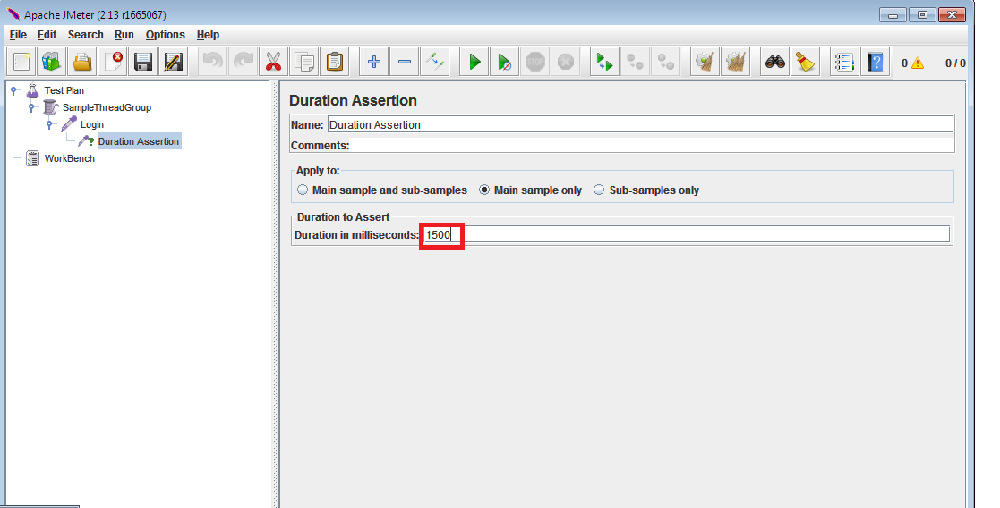 Apache JMeter (2.13 r1665067)
File Edit Search Run Options Help
STOP
0 0 / 0
Test Plan
SampleThreadGroup
Login
Duration Assertion
WorkBench
Duration Assertion
Name: Duration Assertion
Comments:
Apply to:
Main sample and sub-samples Main sample only Sub-samples only
Duration to Assert
Duration in milliseconds: 1500